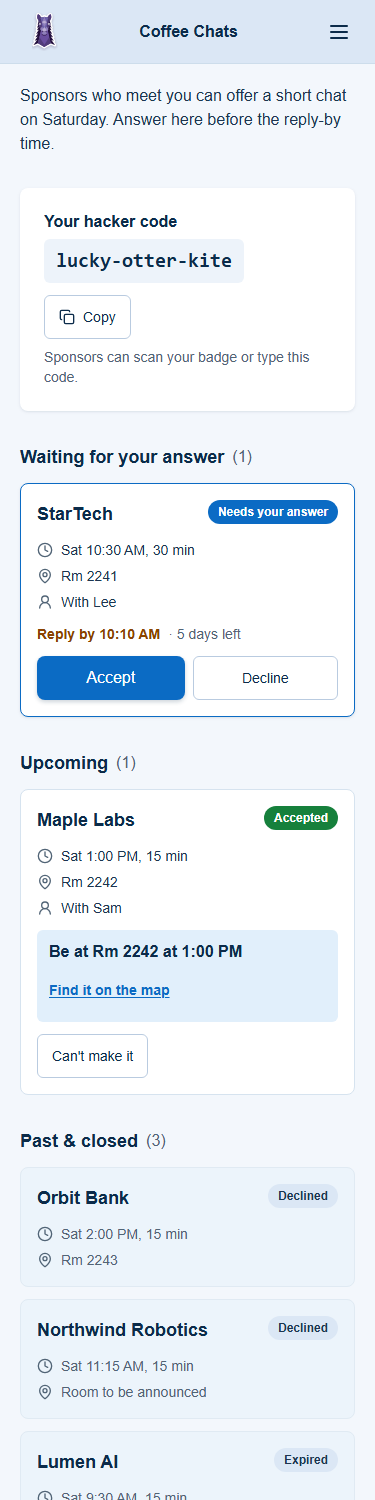 Coffee Chats
Sponsors who meet you can offer a short chat
on Saturday. Answer here before the reply-by
time.
Your hacker code
lucky-otter-kite
Copy
Sponsors can scan your badge or type this
code.
Waiting for your answer (1)
StarTech
Needs your answer
Sat 10:30 AM, 30 min
Rm 2241
With Lee
Reply by 10:10 AM · 5 days left
Accept
Decline
Upcoming (1)
Maple Labs
Accepted
Sat 1:00 PM, 15 min
Rm 2242
With Sam
Be at Rm 2242 at 1:00 PM
Find it on the map
Can't make it
Past & closed (3)
Orbit Bank
Declined
Sat 2:00 PM, 15 min
Rm 2243
Northwind Robotics
Declined
Sat 11:15 AM, 15 min
Room to be announced
Lumen AI
Expired
Sat 9:30 AM, 15 min